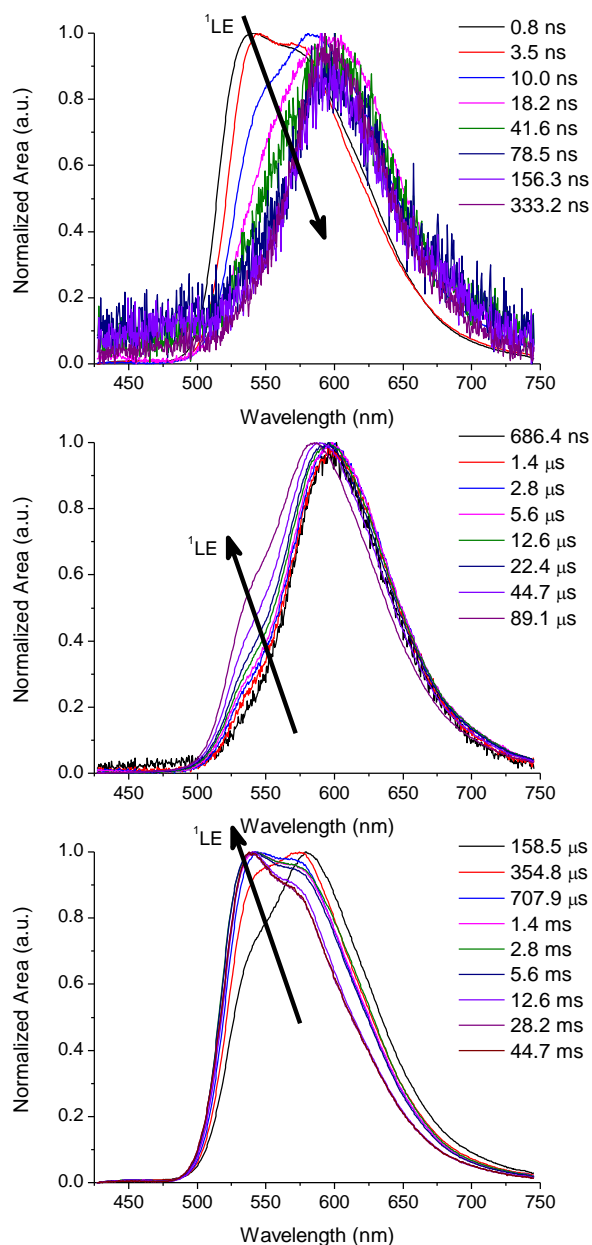 ¹LE
0.8 ns
3.5 ns
10.0 ns
18.2 ns
41.6 ns
78.5 ns
156.3 ns
333.2 ns
Normalized Area (a.u.)
1.0
0.8
0.6
0.4
0.2
0.0
450 500 550 600 650 700 750
Wavelength (nm)
¹LE
686.4 ns
1.4 μs
2.8 μs
5.6 μs
12.6 μs
22.4 μs
44.7 μs
89.1 μs
Normalized Area (a.u.)
1.0
0.8
0.6
0.4
0.2
0.0
450 500 550 600 650 700 750
Wavelength (nm)
¹LE
158.5 μs
354.8 μs
707.9 μs
1.4 ms
2.8 ms
5.6 ms
12.6 ms
28.2 ms
44.7 ms
Normalized Area (a.u.)
1.0
0.8
0.6
0.4
0.2
0.0
450 500 550 600 650 700 750
Wavelength (nm)